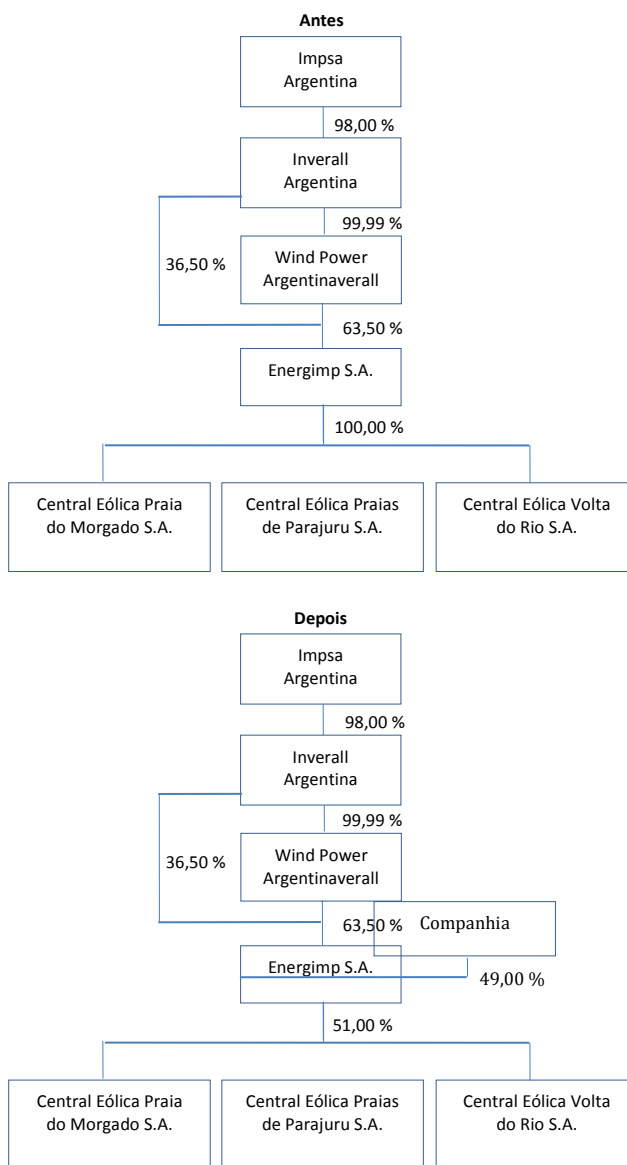 Antes
Impsa
Argentina
98,00 %
Inverall
Argentina
99,99 %
36,50 %
Wind Power
Argentinaverall
63,50 %
Energimp S.A.
100,00 %
Central Eólica Praia
do Morgado S.A.
Central Eólica Praias
de Parajuru S.A.
Central Eólica Volta
do Rio S.A.
Depois
Impsa
Argentina
98,00 %
Inverall
Argentina
99,99 %
36,50 %
Wind Power
Argentinaverall
63,50 %
Companhia
Energimp S.A.
49,00 %
51,00 %
Central Eólica Praia
do Morgado S.A.
Central Eólica Praias
de Parajuru S.A.
Central Eólica Volta
do Rio S.A.